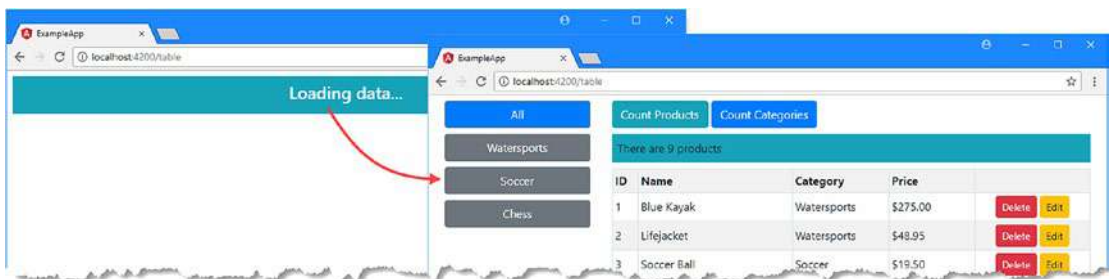 ExampleApp
localhost:4200/table
Loading data...
ExampleApp
localhost:4200/table
All
Watersports
Soccer
Chess
Count Products Count Categories
There are 9 products
ID Name Category Price
1 Blue Kayak Watersports $275.00 Delete Edit
2 Lifejacket Watersports $48.95 Delete Edit
3 Soccer Ball Soccer $19.50 Delete Edit